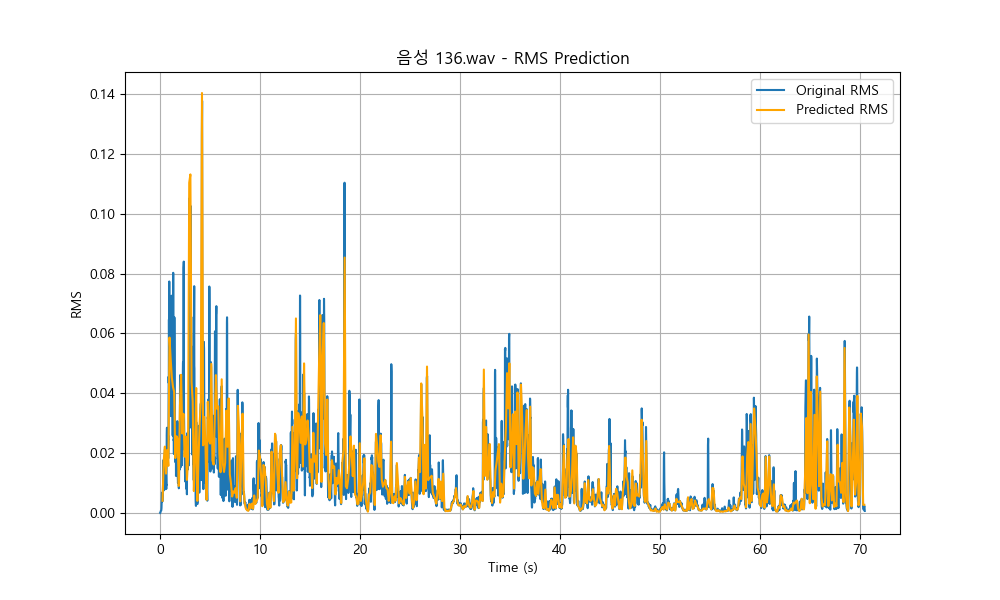 음성 136.wav - RMS Prediction
Original RMS
Predicted RMS
RMS
0.14
0.12
0.10
0.08
0.06
0.04
0.02
0.00
0 10 20 30 40 50 60 70
Time (s)